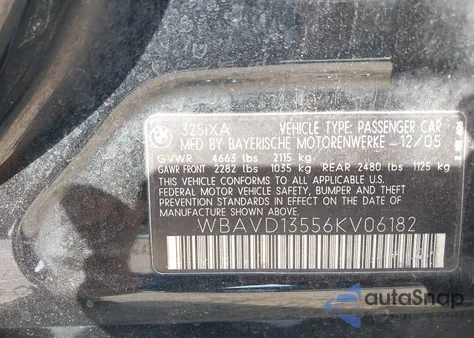 325iXA VEHICLE TYPE: PASSENGER CAR
MFD BY BAYERISCHE MOTORENWERKE - 12/05
GVWR 4663 lbs 2115 kg
GAWR FRONT 2282 lbs 1035 kg REAR 2480 lbs 1125 kg
THIS VEHICLE CONFORMS TO ALL APPLICABLE U.S.
FEDERAL MOTOR VEHICLE SAFETY, BUMPER, AND
THEFT PREVENTION STANDARDS IN EFFECT ON
THE DATE OF MANUFACTURE SHOWN ABOVE.
WBAVD13556KV06182
autoSnap